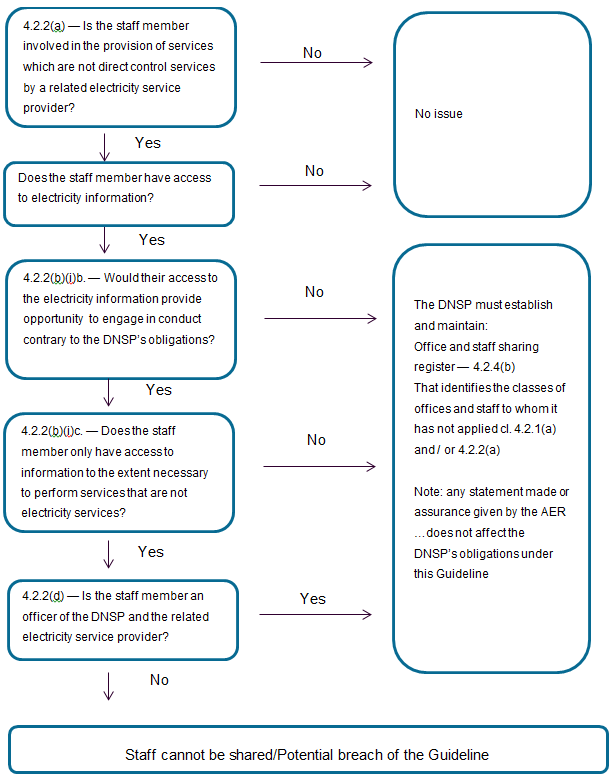 4.2.2(a) — Is the staff member
involved in the provision of services
which are not direct control services
by a related electricity service
provider?
No
No issue
Yes
Does the staff member have access
to electricity information?
No
Yes
4.2.2(b)(i)b. — Would their access to
the electricity information provide
opportunity to engage in conduct
contrary to the DNSP's obligations?
No
Yes
4.2.2(b)(i)c. — Does the staff
member only have access to
information to the extent necessary
to perform services that are not
electricity services?
No
Yes
4.2.2(d) — Is the staff member an
officer of the DNSP and the related
electricity service provider?
Yes
No
The DNSP must establish
and maintain:
Office and staff sharing
register — 4.2.4(b)
That identifies the classes of
offices and staff to whom it
has not applied cl. 4.2.1(a)
and / or 4.2.2(a)
Note: any statement made or
assurance given by the AER
…does not affect the
DNSP's obligations under
this Guideline
Staff cannot be shared/Potential breach of the Guideline